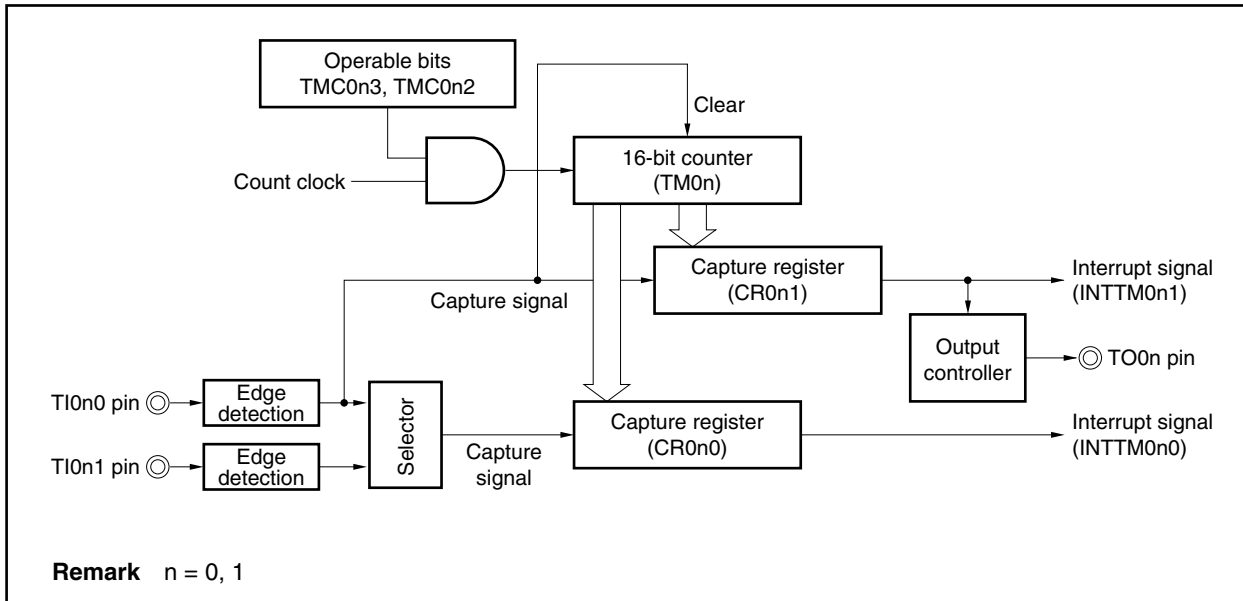 Operable bits
TMC0n3, TMC0n2
Clear
Count clock
16-bit counter
(TM0n)
Capture register
(CR0n1)
Interrupt signal
(INTTM0n1)
Capture signal
Output
controller
TO0n pin
TI0n0 pin
Edge
detection
Selector
Capture register
(CR0n0)
Interrupt signal
(INTTM0n0)
TI0n1 pin
Edge
detection
Capture
signal
Remark n = 0, 1